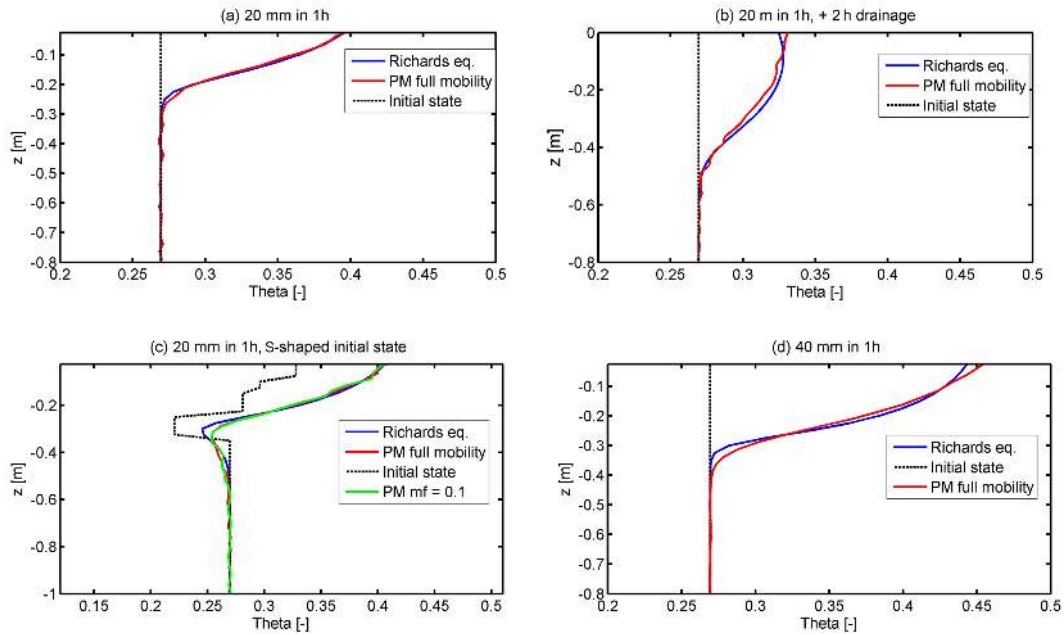 (a) 20 mm in 1h
-0.1
-0.2
-0.3
-0.4
-0.5
-0.6
-0.7
-0.8
z [m]
0.2 0.25 0.3 0.35 0.4 0.45 0.5
Theta [-]
Richards eq.
PM full mobility
Initial state
(b) 20 m in 1h, + 2 h drainage
0
-0.2
-0.4
-0.6
-0.8
z [m]
0.2 0.25 0.3 0.35 0.4 0.45 0.5
Theta [-]
Richards eq.
PM full mobility
Initial state
(c) 20 mm in 1h, S-shaped initial state
-0.2
-0.4
-0.6
-0.8
-1
z [m]
0.15 0.2 0.25 0.3 0.35 0.4 0.45 0.5
Theta [-]
Richards eq.
PM full mobility
Initial state
PM mf = 0.1
(d) 40 mm in 1h
-0.1
-0.2
-0.3
-0.4
-0.5
-0.6
-0.7
-0.8
z [m]
0.2 0.25 0.3 0.35 0.4 0.45 0.5
Theta [-]
Richards eq.
Initial state
PM full mobility